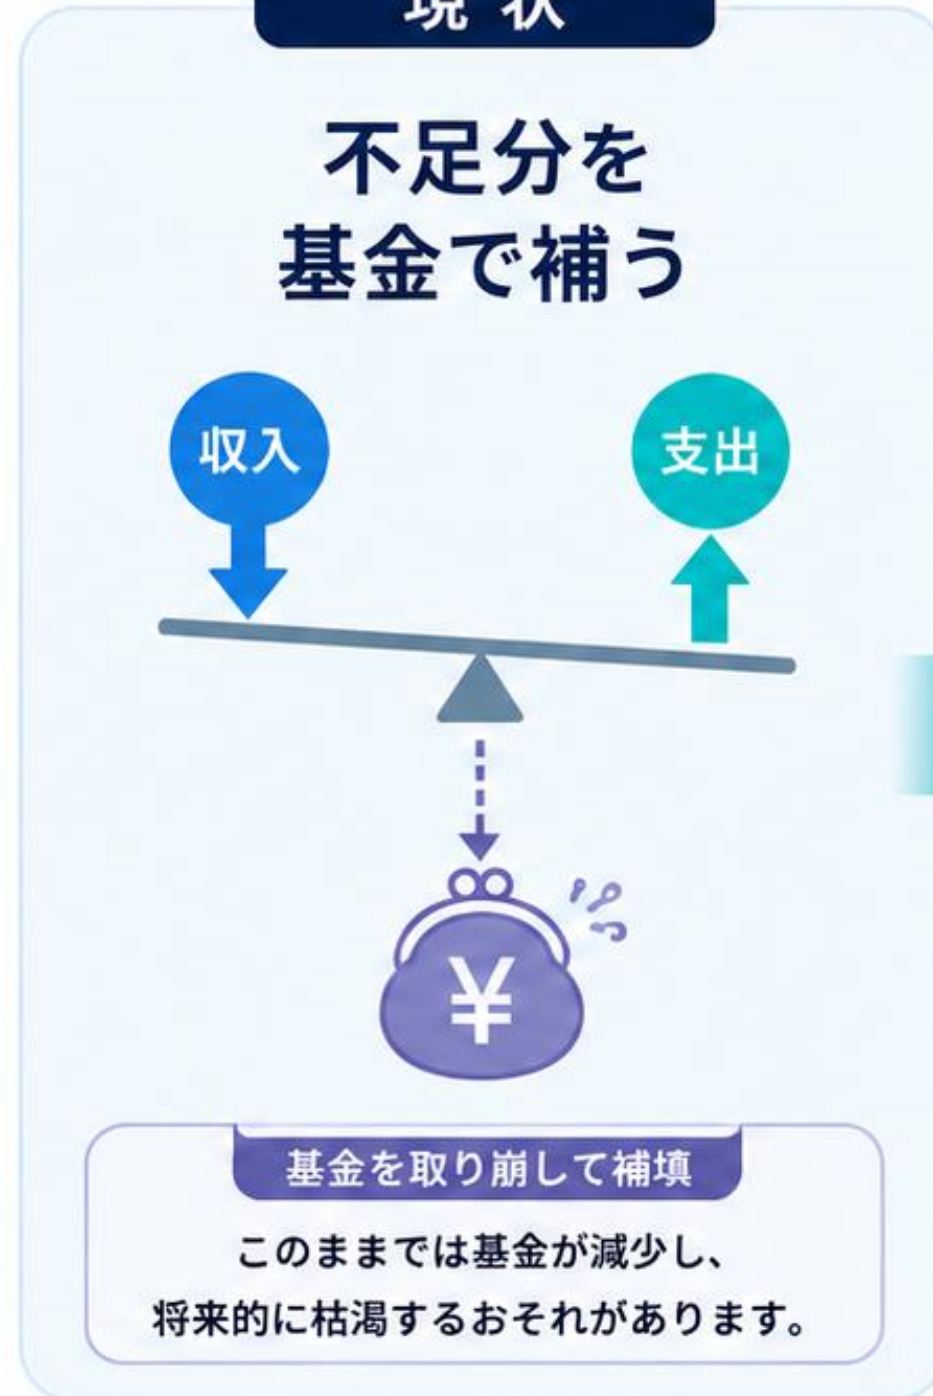 現状
不足分を
基金で補う
収入
支出
¥
基金を取り崩して補填
このままでは基金が減少し、
将来的に枯渇するおそれがあります。